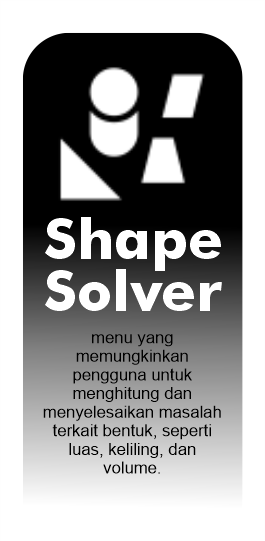 Shape
Solver
menu yang
memungkinkan
pengguna untuk
menghitung dan
menyelesaikan masalah
terkait bentuk, seperti
luas, keliling, dan
volume.